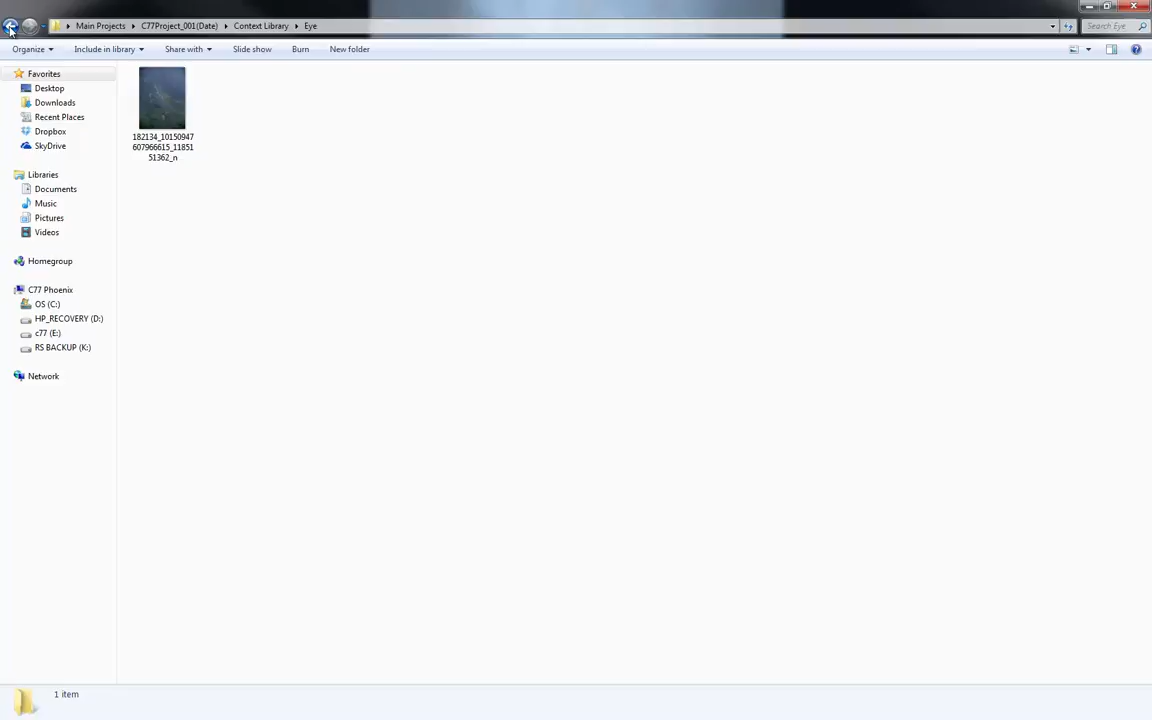 Main Projects C77Project_001(Date) Context Library Eye Search Eye
Organize Include in library Share with Slide show Burn New folder
Favorites
Desktop
Downloads
Recent Places
Dropbox
SkyDrive
Libraries
Documents
Music
Pictures
Videos
Homegroup
C77 Phoenix
OS (C:)
HP_RECOVERY (D:)
c77 (E:)
RS BACKUP (K:)
Network
182134_10150947
607966615_11851
51362_n
1 item